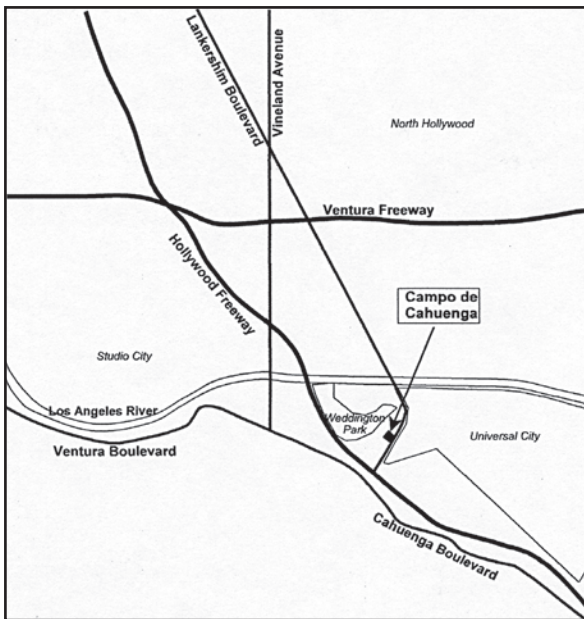 Lankershim Boulevard
Vineland Avenue
North Hollywood
Ventura Freeway
Hollywood Freeway
Campo de
Cahuenga
Studio City
Los Angeles River
Weddington
Park
Universal City
Ventura Boulevard
Cahuenga Boulevard